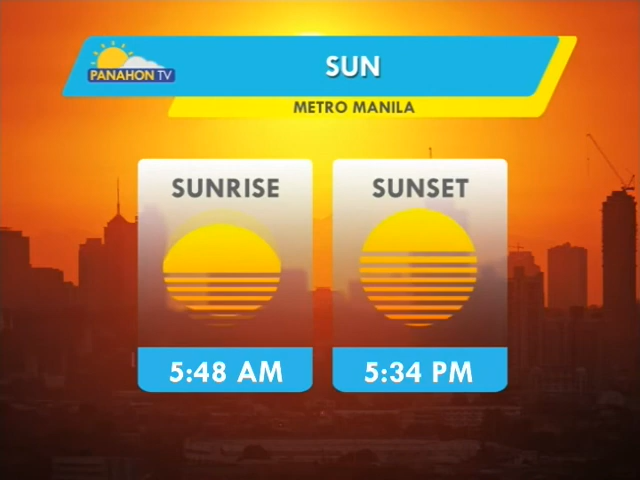 PANAHON TV
SUN
METRO MANILA
SUNRISE
SUNSET
5:48 AM
5:34 PM